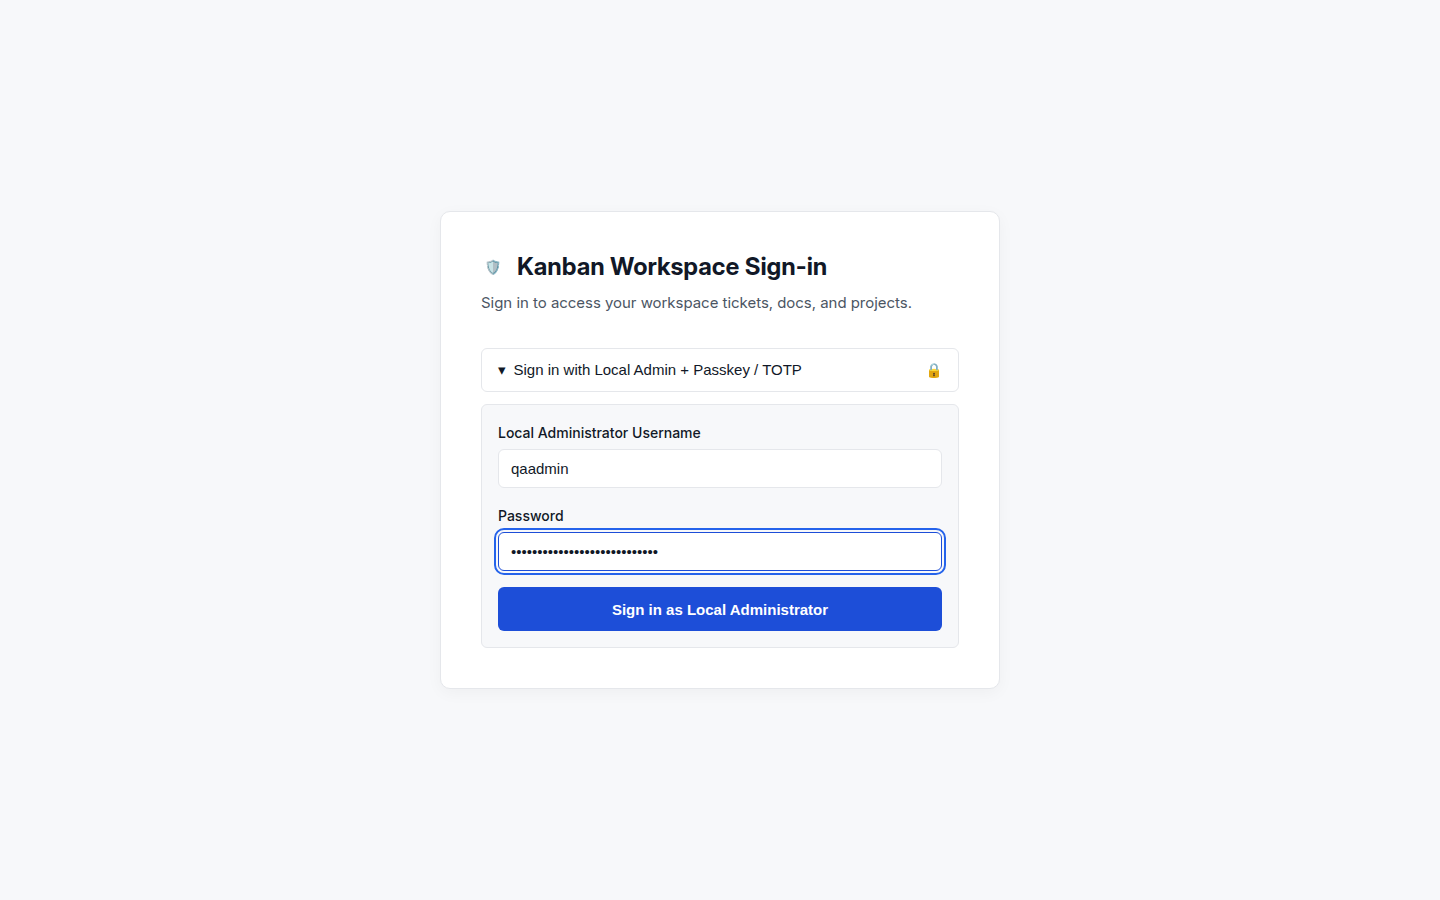 Kanban Workspace Sign-in
Sign in to access your workspace tickets, docs, and projects.
▾ Sign in with Local Admin + Passkey / TOTP
Local Administrator Username
qaadmin
Password
••••••••••••••••••••••••••••
Sign in as Local Administrator